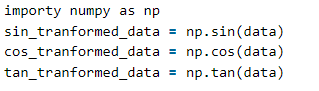 importy numpy as np
sin_tranformed_data = np.sin(data)
cos_tranformed_data = np.cos(data)
tan_tranformed_data = np.tan(data)